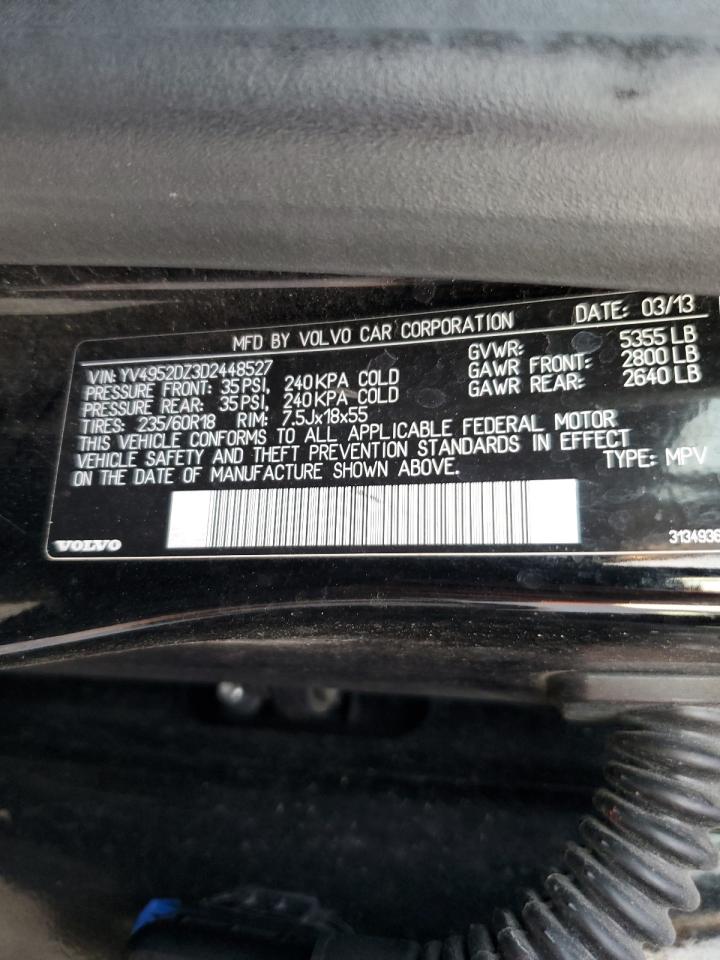 MFD BY VOLVO CAR CORPORATION DATE: 03/13
VIN: YV4952DZ3D2448527 GVWR: 5355 LB
PRESSURE FRONT: 35 PSI, 240 KPA COLD GAWR FRONT: 2800 LB
PRESSURE REAR: 35 PSI, 240 KPA COLD GAWR REAR: 2640 LB
TIRES: 235/60R18 RIM: 7.5Jx18x55
THIS VEHICLE CONFORMS TO ALL APPLICABLE FEDERAL MOTOR
VEHICLE SAFETY AND THEFT PREVENTION STANDARDS IN EFFECT
ON THE DATE OF MANUFACTURE SHOWN ABOVE. TYPE: MPV
VOLVO 3134936